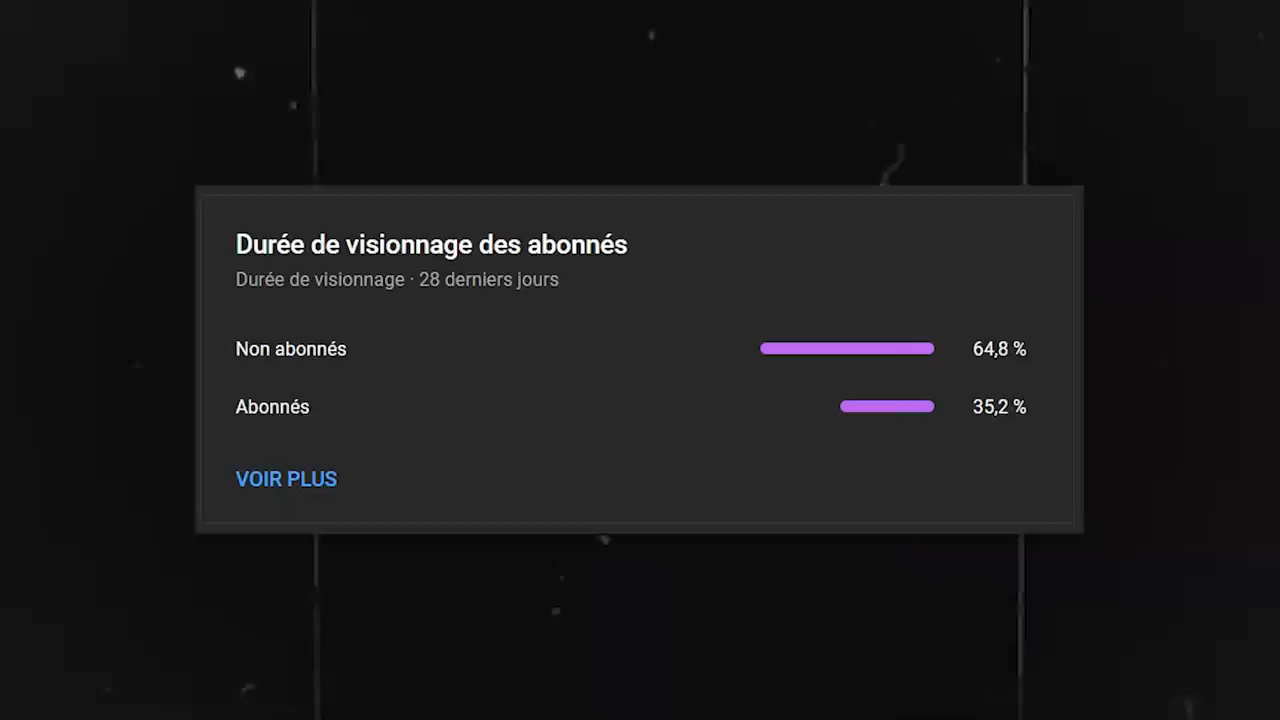 Durée de visionnage des abonnés
Durée de visionnage · 28 derniers jours
Non abonnés 64,8 %
Abonnés 35,2 %
VOIR PLUS